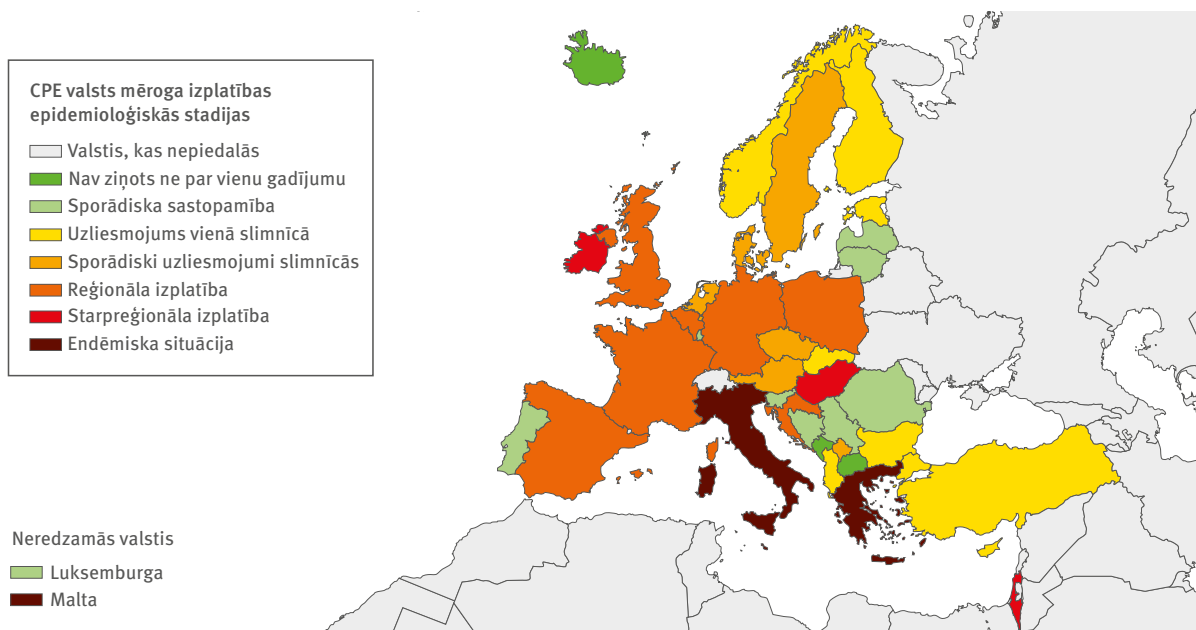 CPE valsts mēroga izplatības
epidemioloģiskās stadijas
Valstis, kas nepiedalās
Nav ziņots ne par vienu gadījumu
Sporādiska sastopamība
Uzliesmojums vienā slimnīcā
Sporādiski uzliesmojumi slimnīcās
Reģionāla izplatība
Starpreģionāla izplatība
Endēmiska situācija
Neredzamās valstis
Luksemburga
Malta